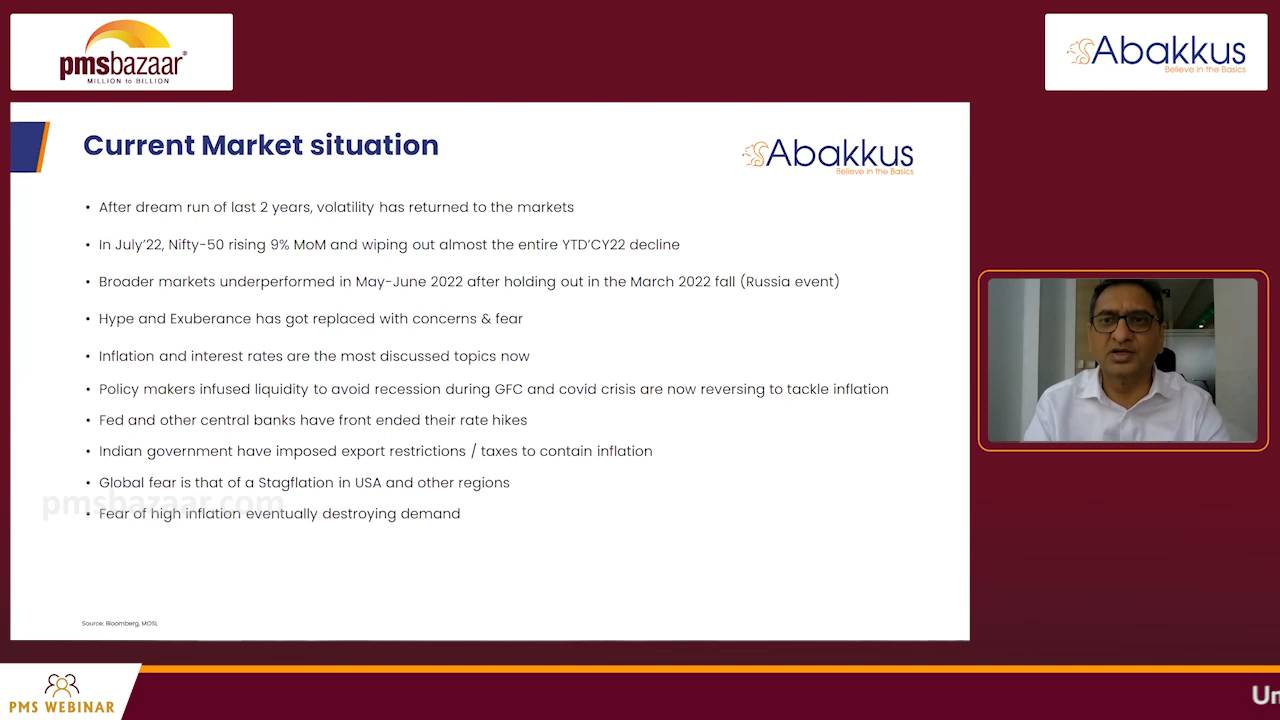 pmsbazaar®
MILLION to BILLION
Abakkus
Believe in the Basics
Current Market situation
Abakkus
Believe in the Basics
• After dream run of last 2 years, volatility has returned to the markets
• In July'22, Nifty-50 rising 9% MoM and wiping out almost the entire YTD'CY22 decline
• Broader markets underperformed in May-June 2022 after holding out in the March 2022 fall (Russia event)
• Hype and Exuberance has got replaced with concerns & fear
• Inflation and interest rates are the most discussed topics now
• Policy makers infused liquidity to avoid recession during GFC and covid crisis are now reversing to tackle inflation
• Fed and other central banks have front ended their rate hikes
• Indian government have imposed export restrictions / taxes to contain inflation
• Global fear is that of a Stagflation in USA and other regions
pmsbazaar.com
• Fear of high inflation eventually destroying demand
Source: Bloomberg, MOSL
PMS WEBINAR